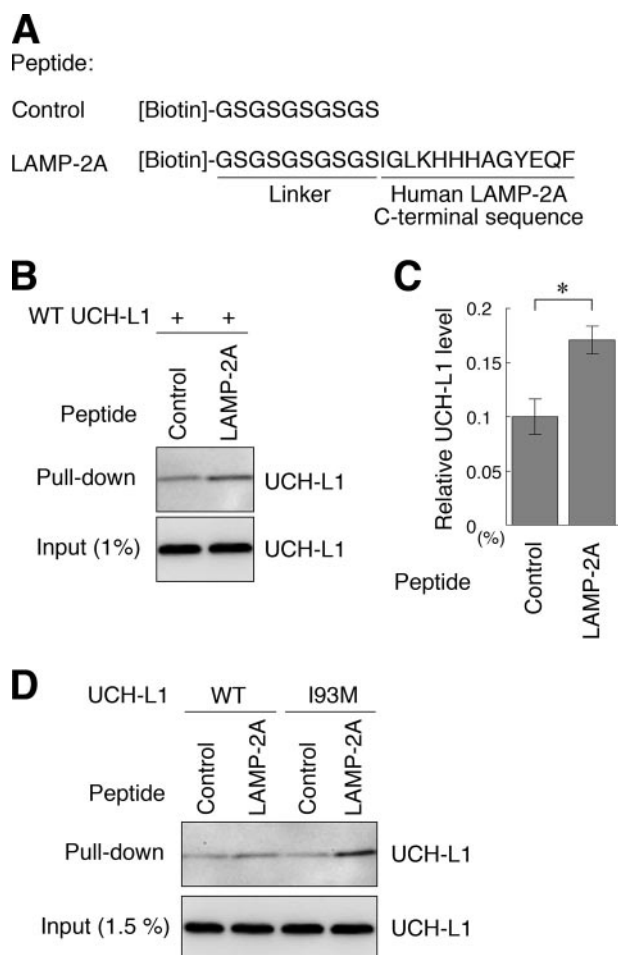 A
Peptide:
Control [Biotin]-GSGSGSGSGS
LAMP-2A [Biotin]-GSGSGSGSGSIGLKHHHAGYEQF
Linker Human LAMP-2A
C-terminal sequence
B
WT UCH-L1 + +
Peptide Control LAMP-2A
Pull-down UCH-L1
Input (1%) UCH-L1
C
*
Relative UCH-L1 level
0.2
0.15
0.1
0.05
0
(%)
Peptide Control LAMP-2A
D
UCH-L1 WT I93M
Peptide Control LAMP-2A Control LAMP-2A
Pull-down UCH-L1
Input (1.5 %) UCH-L1